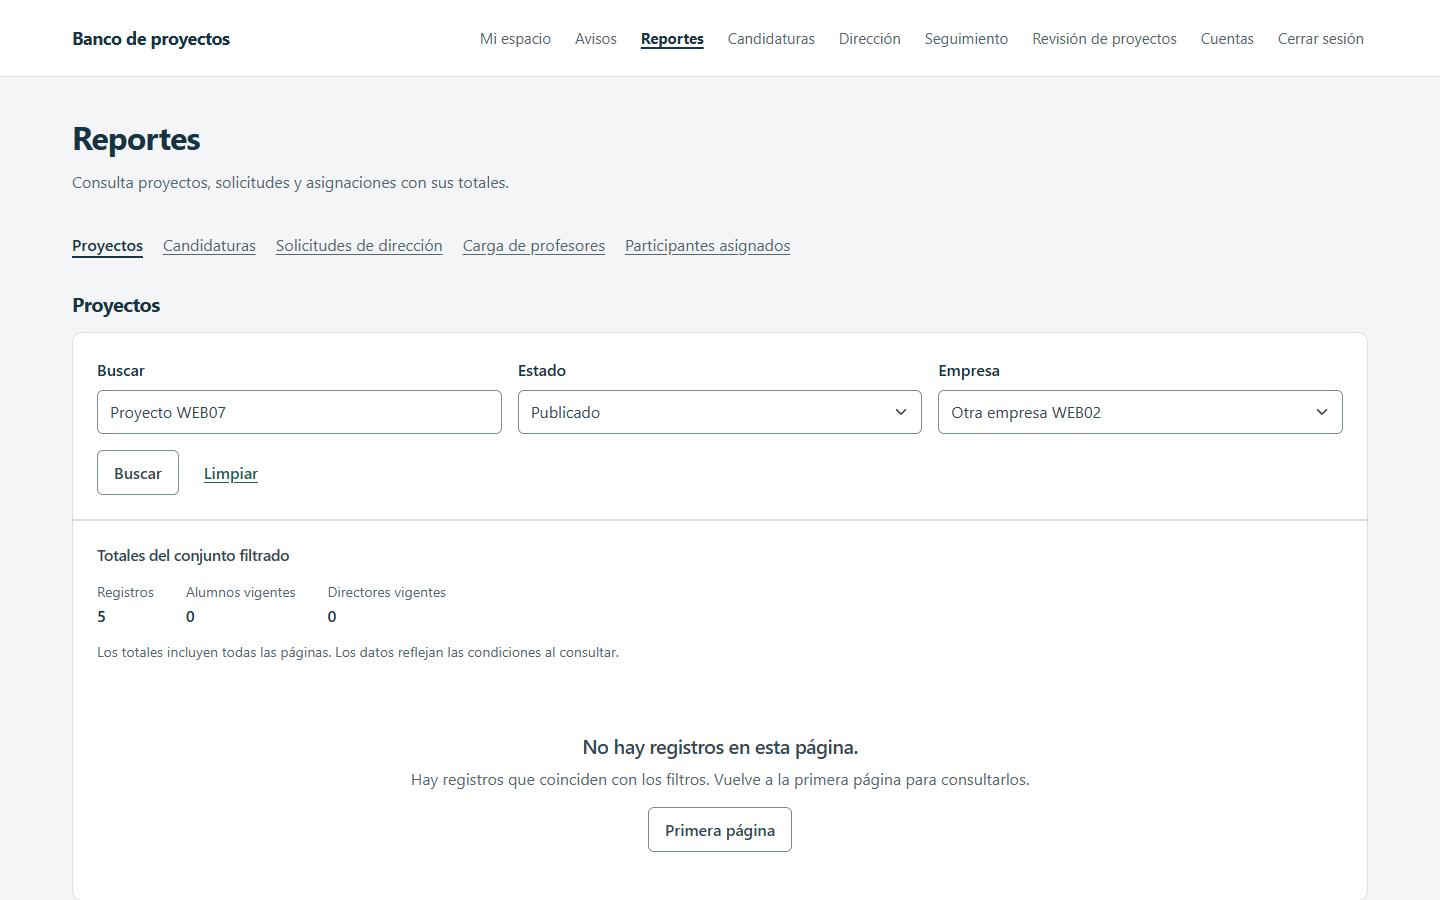 Banco de proyectos
Mi espacio Avisos Reportes Candidaturas Dirección Seguimiento Revisión de proyectos Cuentas Cerrar sesión
Reportes
Consulta proyectos, solicitudes y asignaciones con sus totales.
Proyectos Candidaturas Solicitudes de dirección Carga de profesores Participantes asignados
Proyectos
Buscar Estado Empresa
Proyecto WEB07 Publicado Otra empresa WEB02
Buscar Limpiar
Totales del conjunto filtrado
Registros Alumnos vigentes Directores vigentes
5 0 0
Los totales incluyen todas las páginas. Los datos reflejan las condiciones al consultar.
No hay registros en esta página.
Hay registros que coinciden con los filtros. Vuelve a la primera página para consultarlos.
Primera página